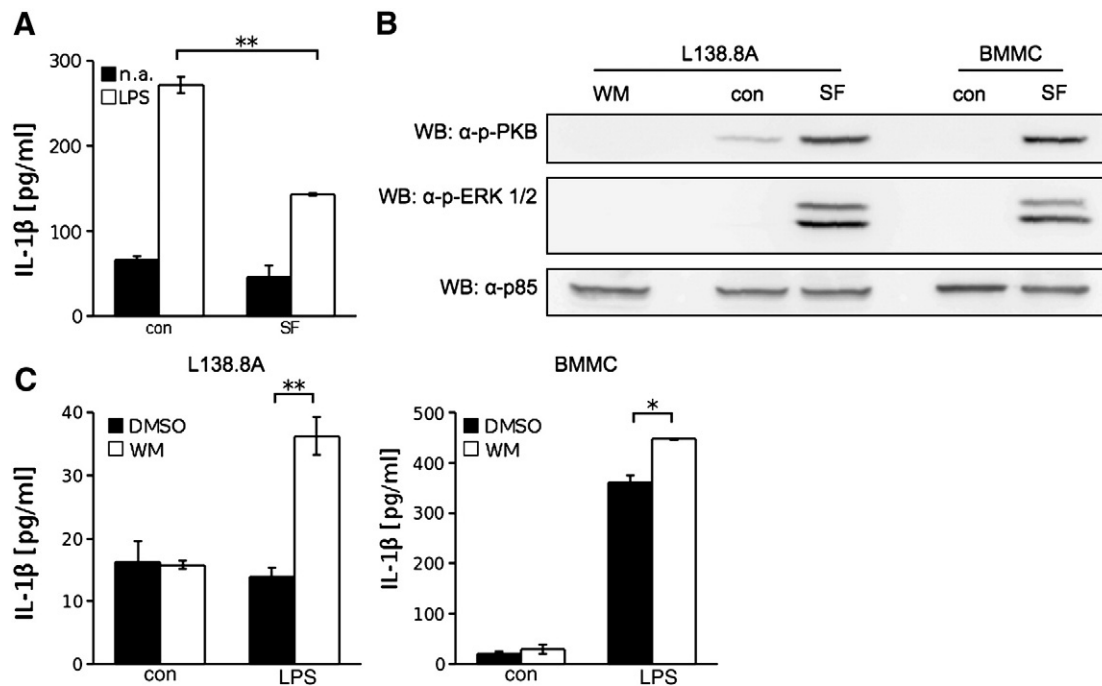 A
**
300
n.a.
LPS
200
100
0
IL-1β [pg/ml]
con SF
B
L138.8A BMMC
WM con SF con SF
WB: α-p-PKB
WB: α-p-ERK 1/2
WB: α-p85
C
L138.8A
**
40
DMSO
WM
30
20
10
0
IL-1β [pg/ml]
con LPS
BMMC
*
500
DMSO
WM
400
300
200
100
0
IL-1β [pg/ml]
con LPS